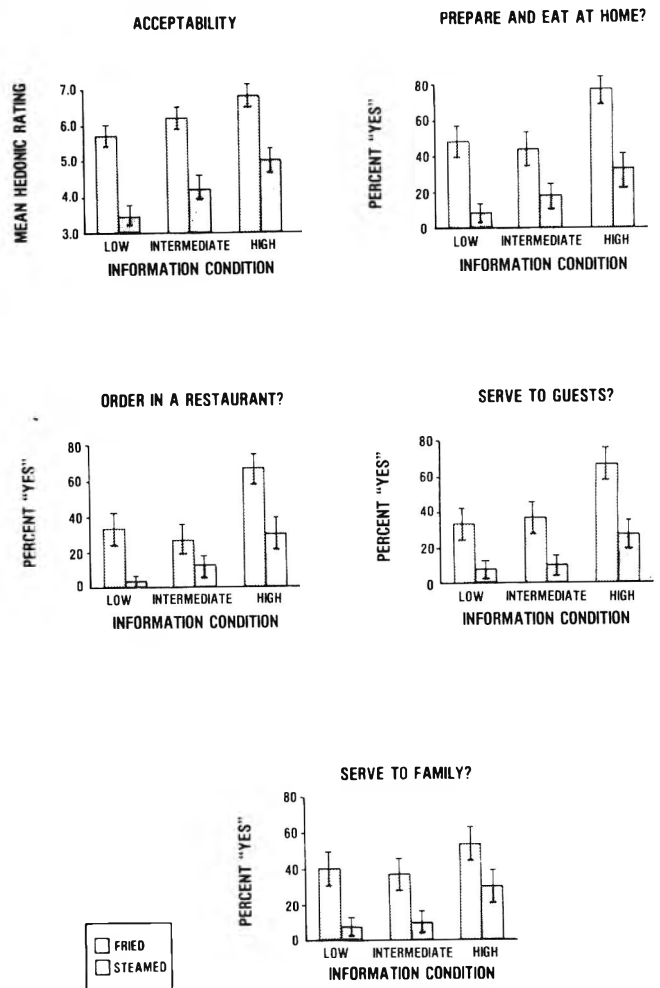 ACCEPTABILITY
MEAN HEDONIC RATING
7.0
6.0
5.0
4.0
3.0
LOW INTERMEDIATE HIGH
INFORMATION CONDITION
PREPARE AND EAT AT HOME?
PERCENT “YES”
80
60
40
20
0
LOW INTERMEDIATE HIGH
INFORMATION CONDITION
ORDER IN A RESTAURANT?
PERCENT “YES”
80
60
40
20
0
LOW INTERMEDIATE HIGH
INFORMATION CONDITION
SERVE TO GUESTS?
PERCENT “YES”
80
60
40
20
0
LOW INTERMEDIATE HIGH
INFORMATION CONDITION
SERVE TO FAMILY?
PERCENT “YES”
80
60
40
20
0
LOW INTERMEDIATE HIGH
INFORMATION CONDITION
FRIED
STEAMED